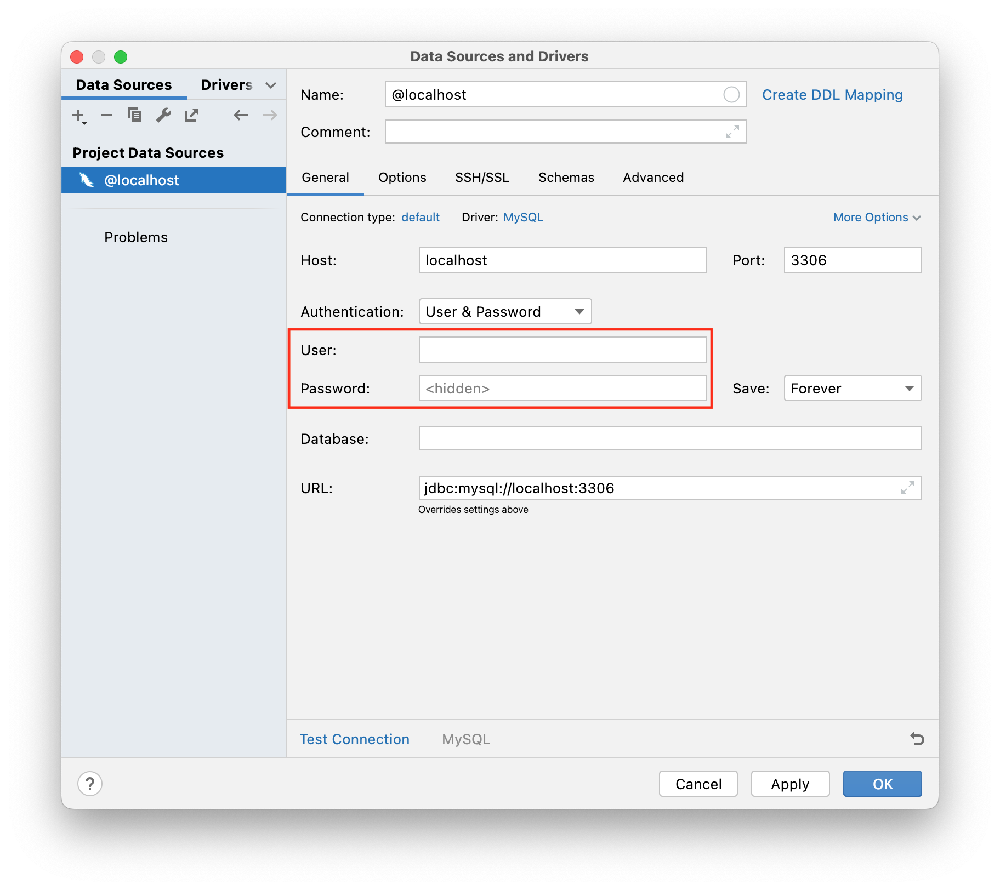 Data Sources and Drivers
Data Sources Drivers
Project Data Sources
@localhost
Problems
Name: @localhost Create DDL Mapping
Comment:
General Options SSH/SSL Schemas Advanced
Connection type: default Driver: MySQL More Options
Host: localhost Port: 3306
Authentication: User & Password
User:
Password: <hidden> Save: Forever
Database:
URL: jdbc:mysql://localhost:3306
Overrides settings above
Test Connection MySQL
? Cancel Apply OK